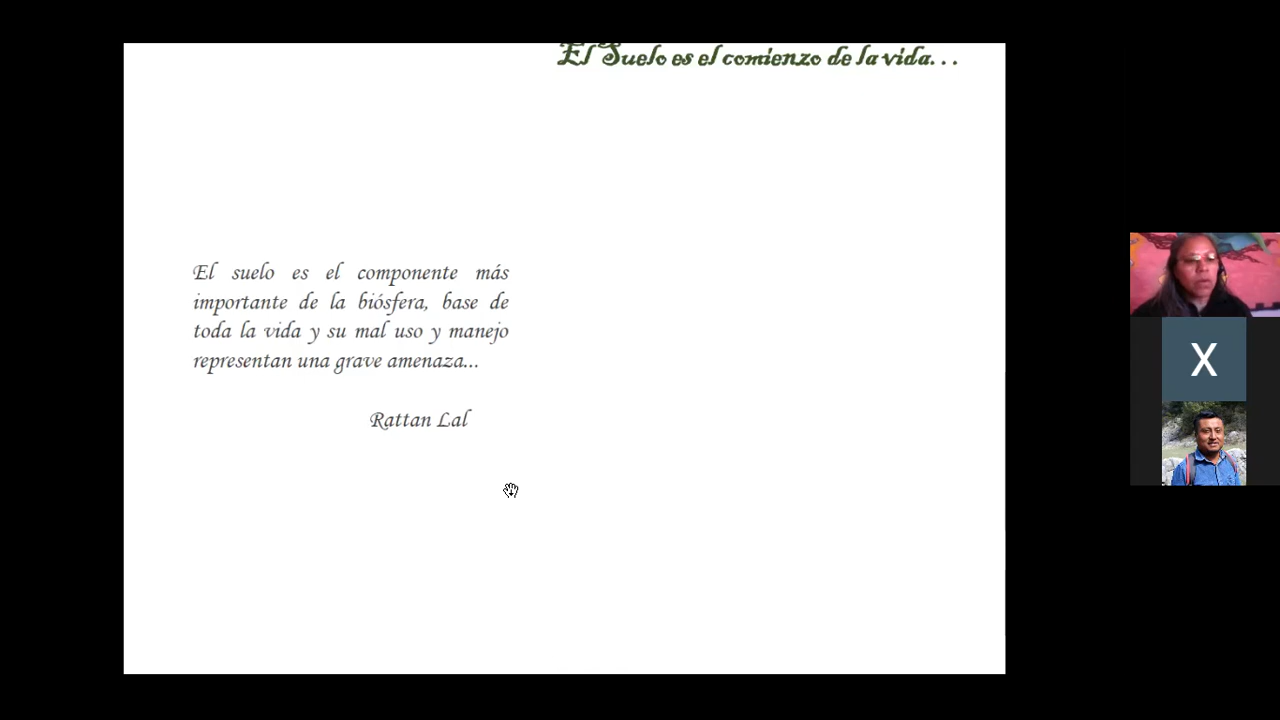 El Suelo es el comienzo de la vida...
El suelo es el componente más
importante de la biósfera, base de
toda la vida y su mal uso y manejo
representan una grave amenaza...
Rattan Lal
X